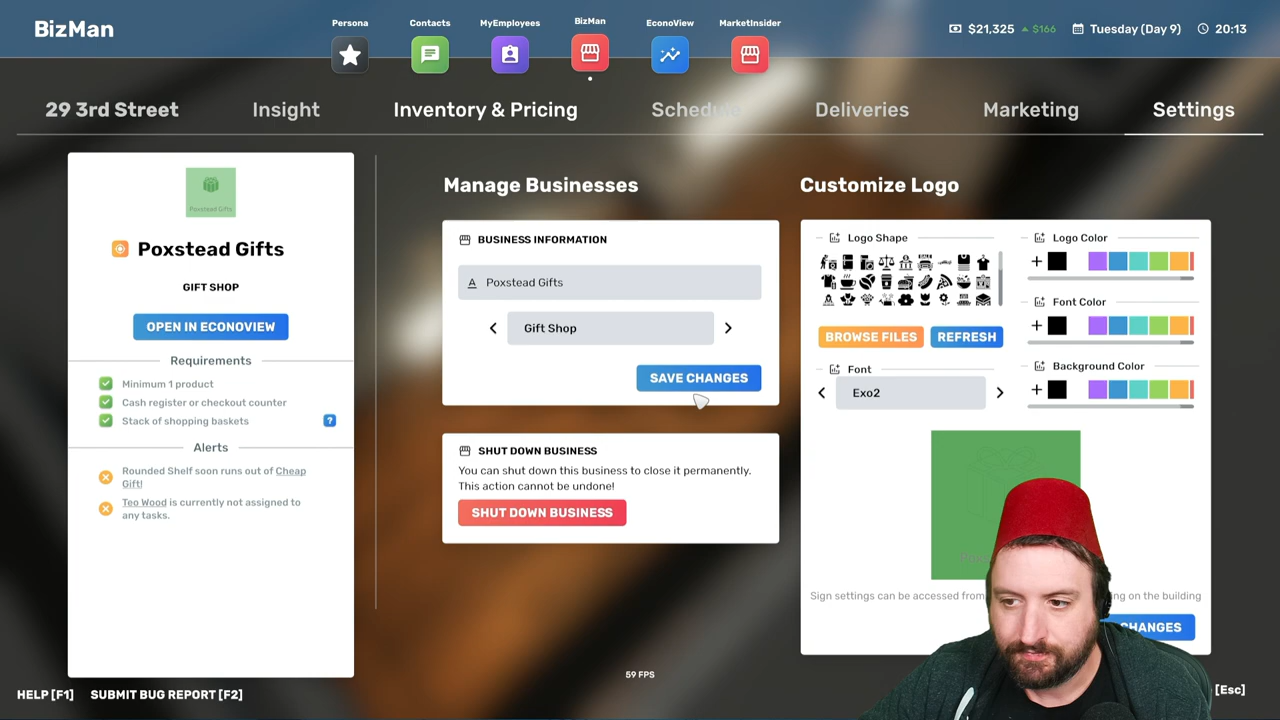 BizMan
Persona
Contacts
MyEmployees
BizMan
EconoView
MarketInsider
$21,325 $166
Tuesday (Day 9)
20:13
29 3rd Street
Insight
Inventory & Pricing
Schedule
Deliveries
Marketing
Settings
Poxstead Gifts
Poxstead Gifts
GIFT SHOP
OPEN IN ECONOVIEW
Requirements
Minimum 1 product
Cash register or checkout counter
Stack of shopping baskets
?
Alerts
Rounded Shelf soon runs out of Cheap
Gift!
Teo Wood is currently not assigned to
any tasks.
Manage Businesses
BUSINESS INFORMATION
Poxstead Gifts
Gift Shop
SAVE CHANGES
SHUT DOWN BUSINESS
You can shut down this business to close it permanently.
This action cannot be undone!
SHUT DOWN BUSINESS
Customize Logo
Logo Shape
BROWSE FILES
REFRESH
Font
Exo2
Logo Color
Font Color
Background Color
Sign settings can be accessed from
ng on the building
CHANGES
59 FPS
HELP [F1]
SUBMIT BUG REPORT [F2]
[Esc]